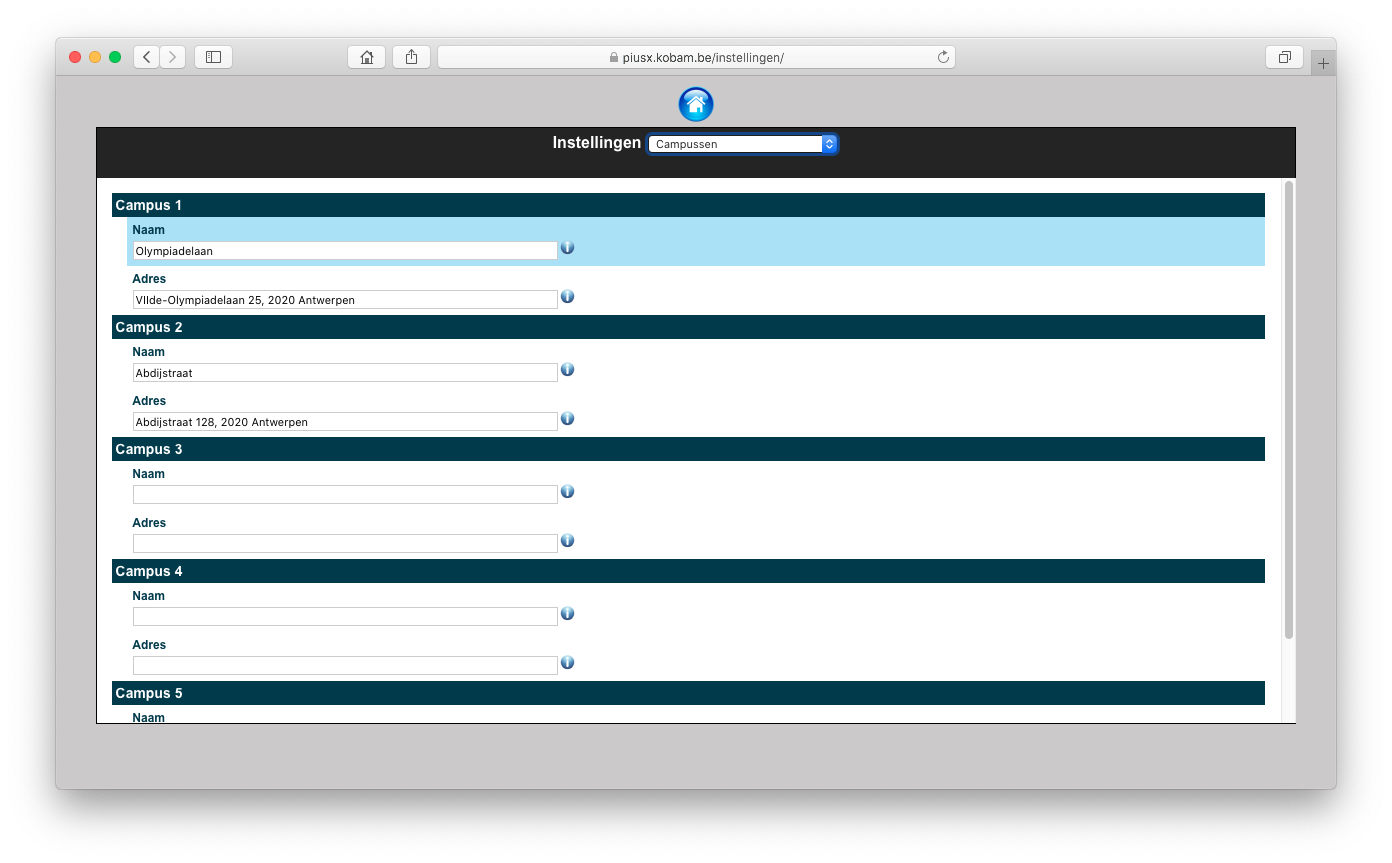 piusx.kobam.be/instellingen/
Instellingen Campussen
Campus 1
Naam
Olympiadelaan
Adres
VIIde-Olympiadelaan 25, 2020 Antwerpen
Campus 2
Naam
Abdijstraat
Adres
Abdijstraat 128, 2020 Antwerpen
Campus 3
Naam
Adres
Campus 4
Naam
Adres
Campus 5
Naam